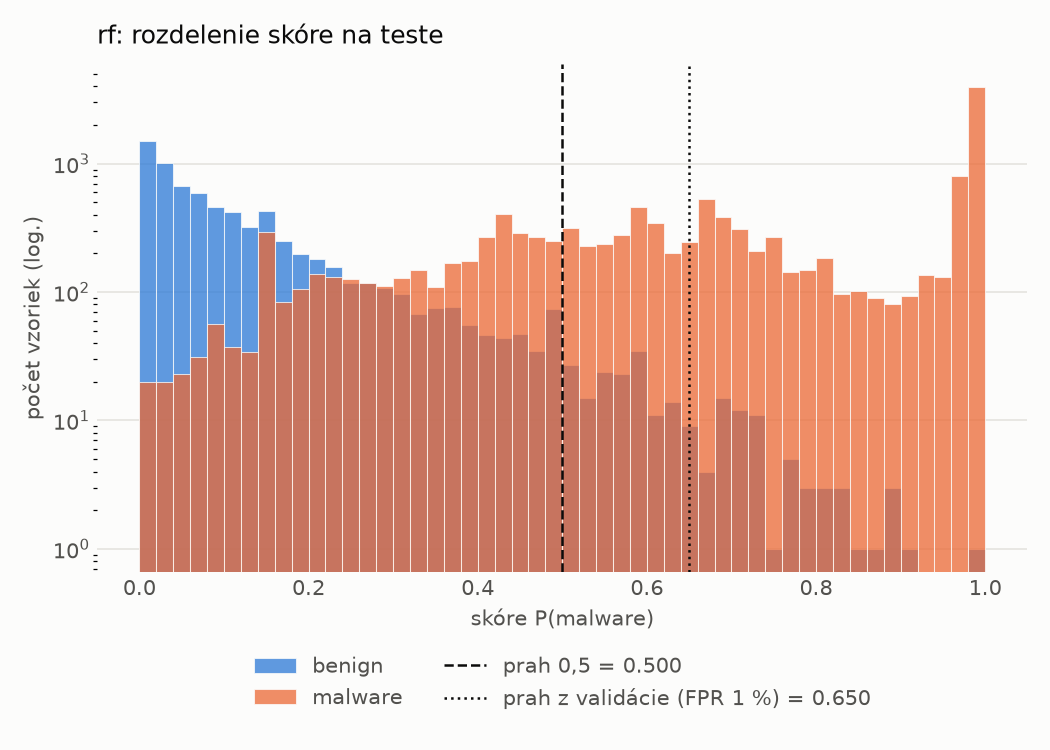 rf: rozdelenie skóre na teste
počet vzoriek (log.)
10³
10²
10¹
10⁰
0.0 0.2 0.4 0.6 0.8 1.0
skóre P(malware)
benign
malware
prah 0,5 = 0.500
prah z validácie (FPR 1 %) = 0.650